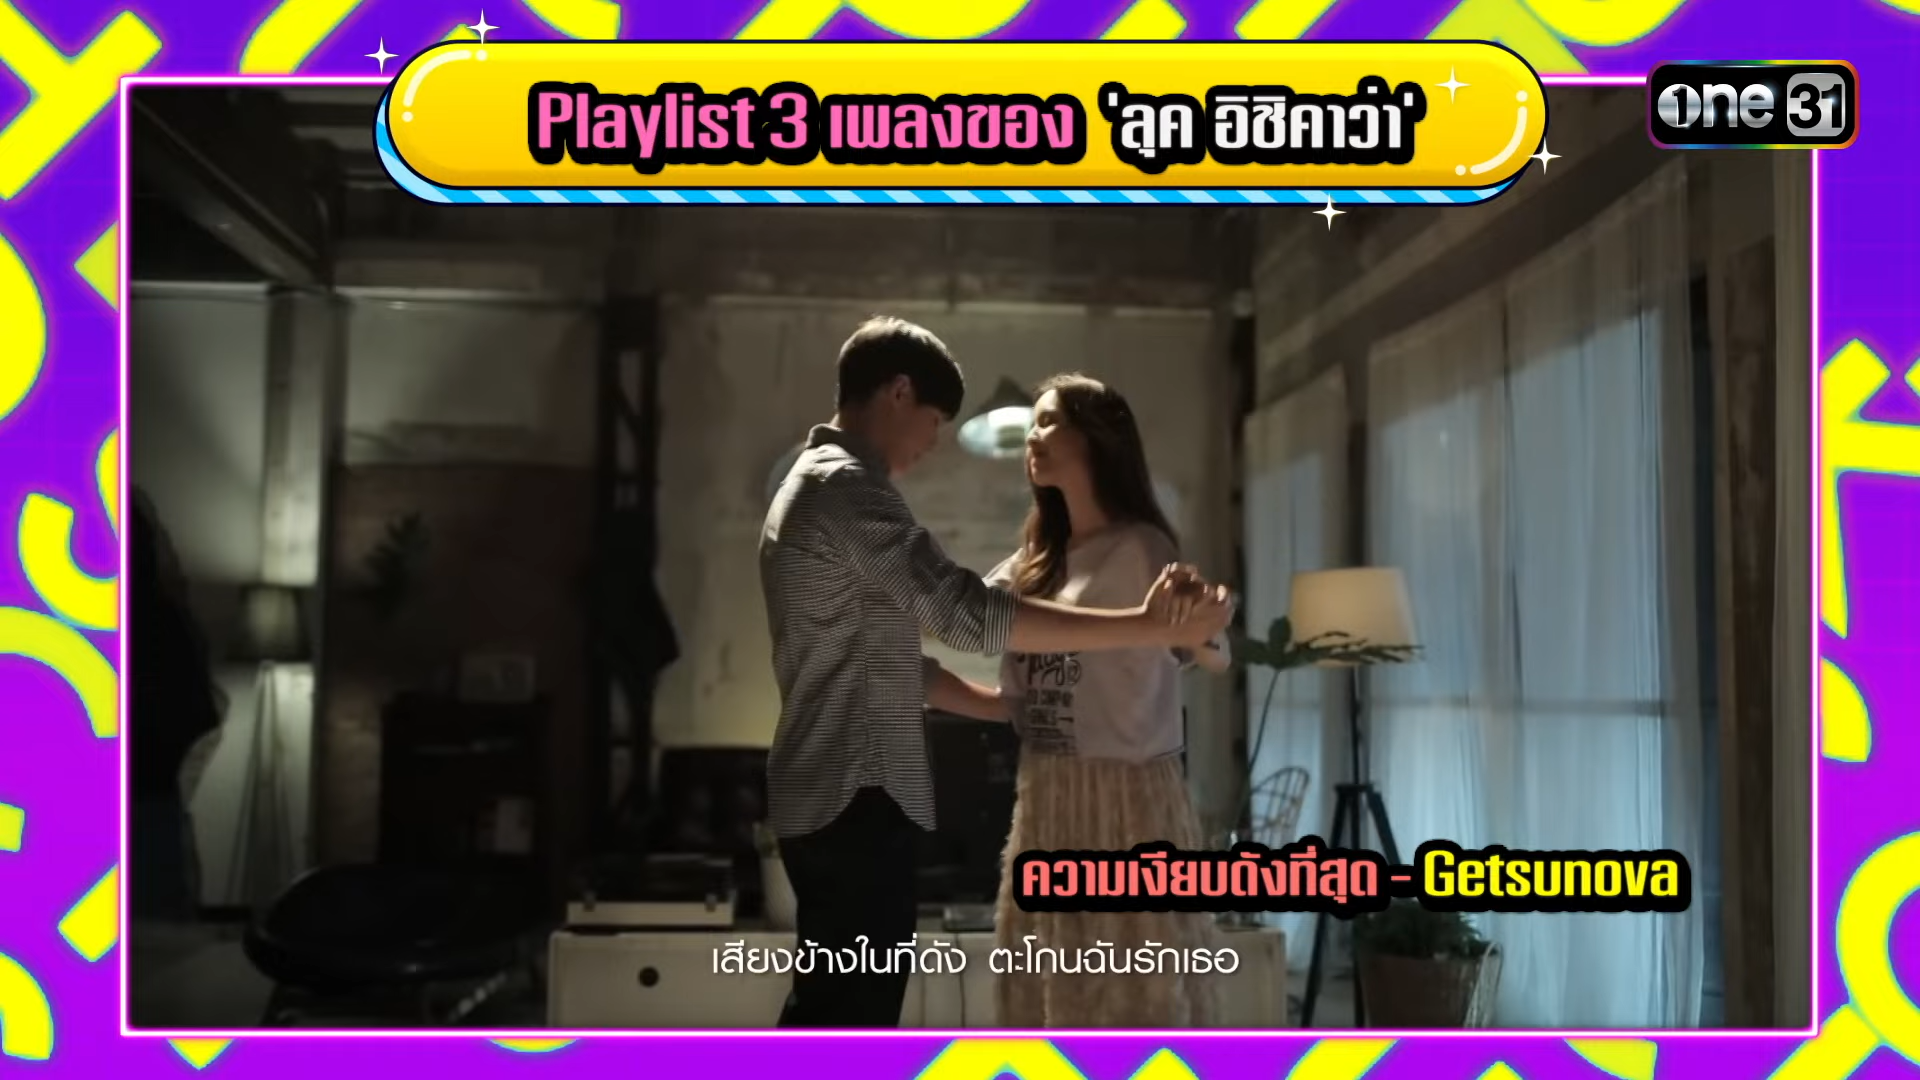 Playlist 3 เพลงของ 'ลุค อิชิคาว่า'
one 31
ความเงียบดังที่สุด - Getsunova
เสียงข้างในที่ดัง ตะโกนฉันรักเธอ